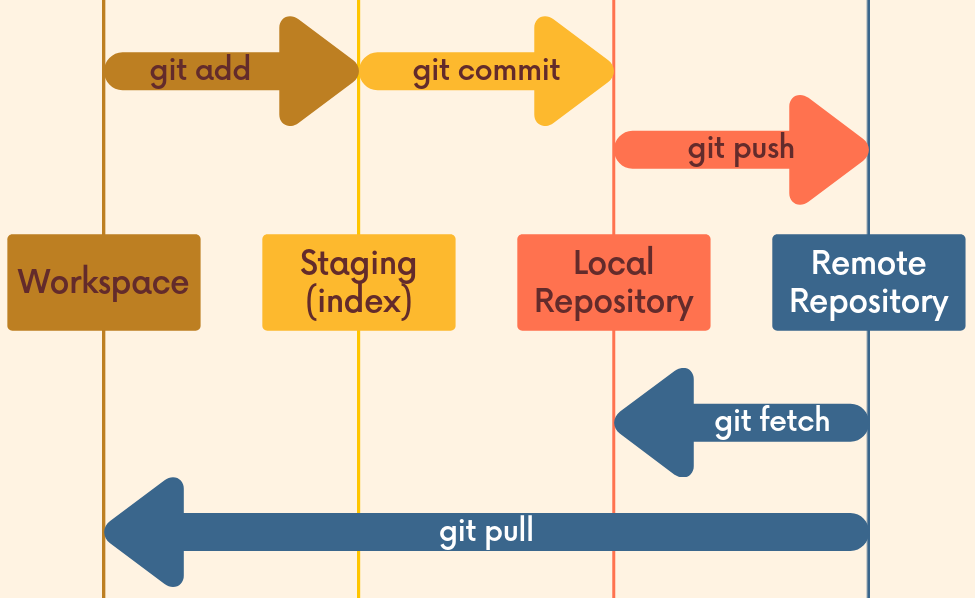 git add
git commit
git push
Workspace
Staging
(index)
Local
Repository
Remote
Repository
git fetch
git pull